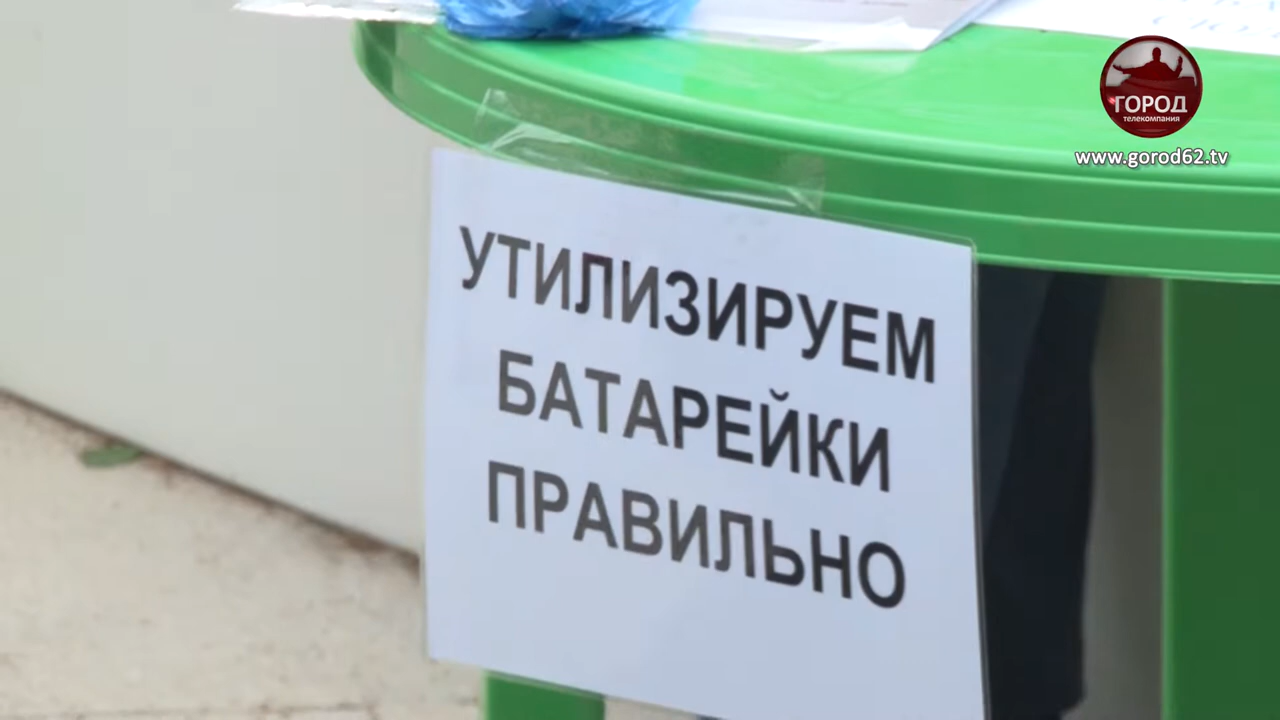 ГОРОД
телекомпания
www.gorod62.tv
УТИЛИЗИРУЕМ
БАТАРЕЙКИ
ПРАВИЛЬНО